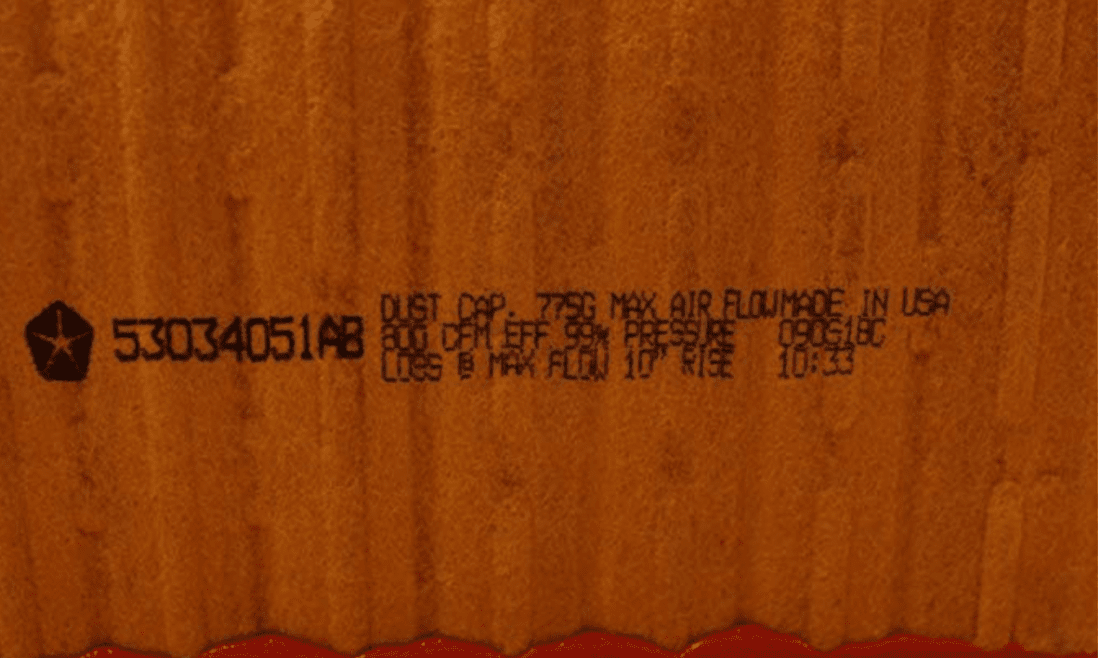 53034051AB
DUST CAP. 775G MAX AIR FLOW MADE IN USA
800 CFM EFF 99% PRESSURE 090618C
LOSS @ MAX FLOW 10" RISE 10:33